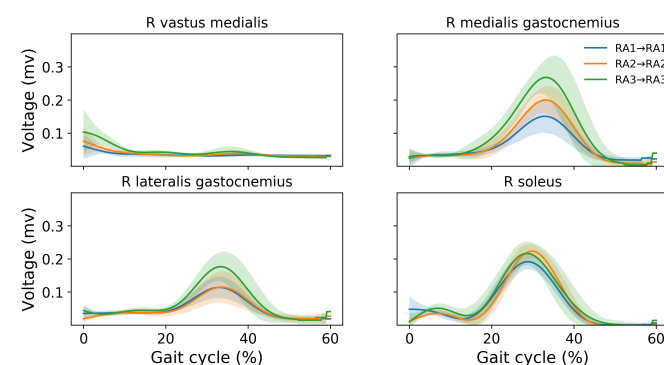 R vastus medialis
R medialis gastocnemius
Voltage (mv)
0.3
0.2
0.1
RA1→RA1
RA2→RA2
RA3→RA3
R lateralis gastocnemius
R soleus
Voltage (mv)
0.3
0.2
0.1
0
20
40
60
0
20
40
60
Gait cycle (%)
Gait cycle (%)